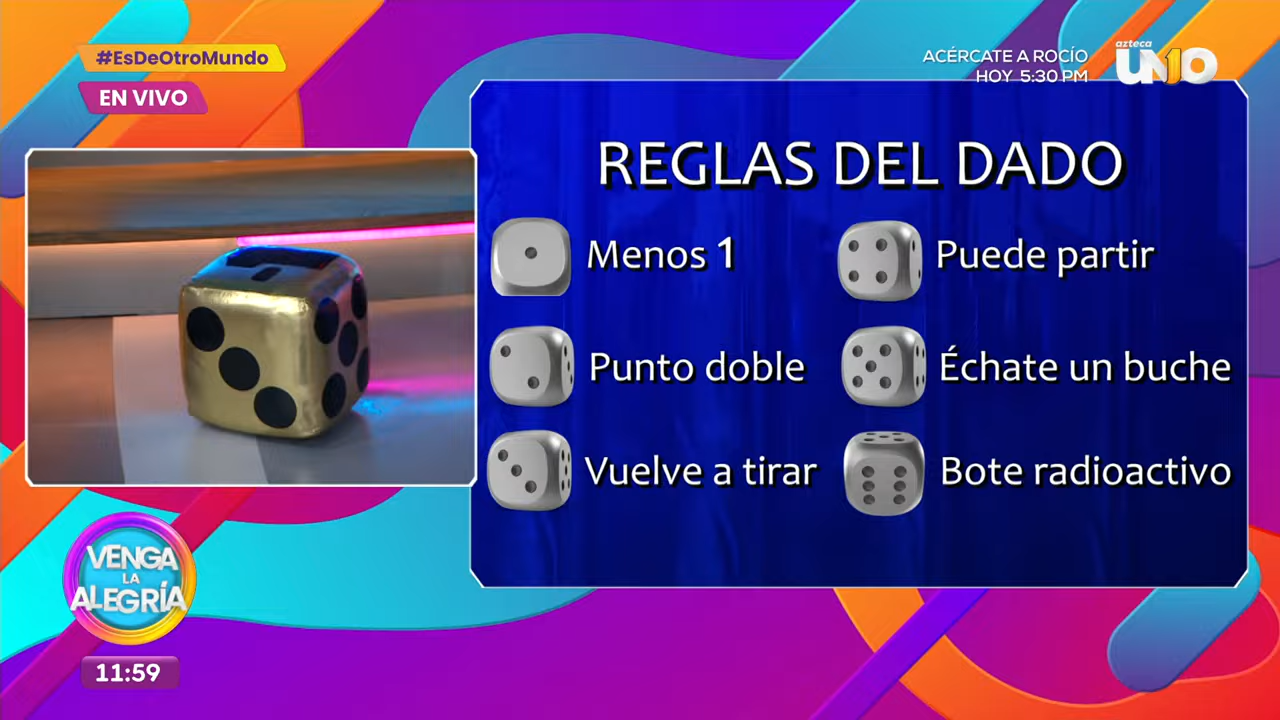 #EsDeOtroMundo
EN VIVO
ACÉRCATE A ROCÍO
HOY 5:30 PM
azteca
UNO
REGLAS DEL DADO
Menos 1
Puede partir
Punto doble
Échate un buche
Vuelve a tirar
Bote radioactivo
VENGA
LA
ALEGRÍA
11:59